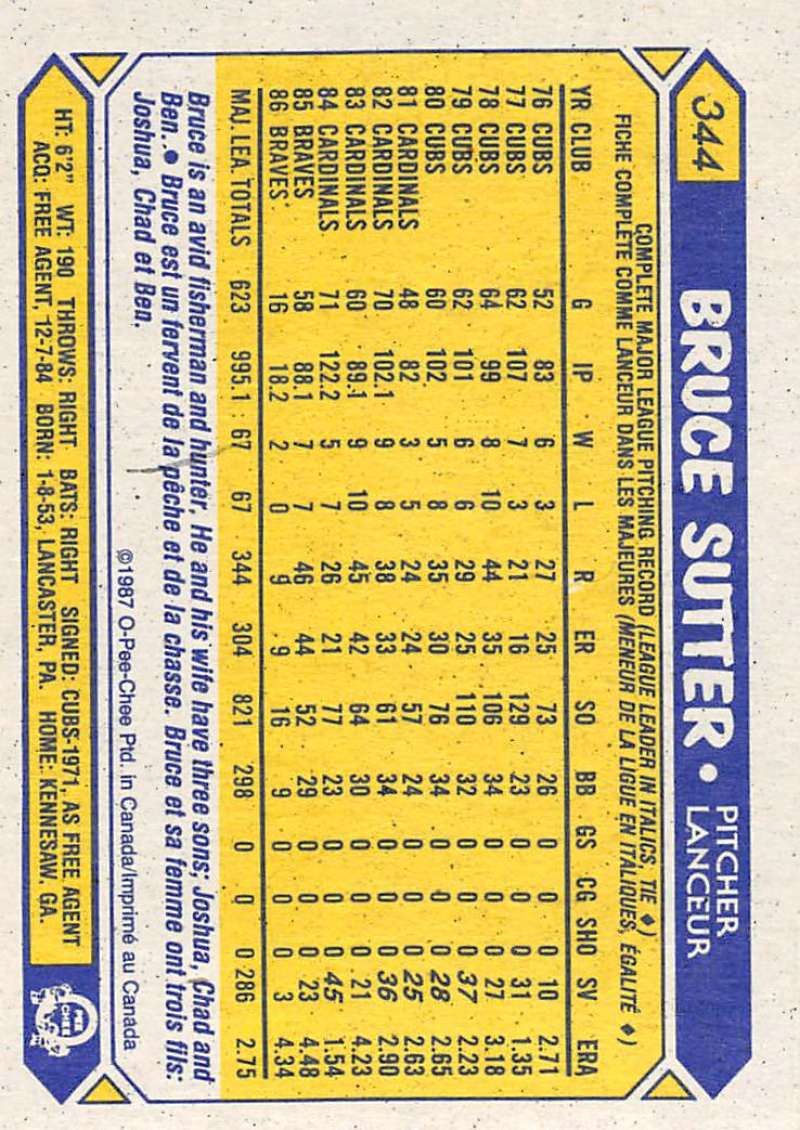 344
BRUCE SUTTER • PITCHER
LANCEUR
COMPLETE MAJOR LEAGUE PITCHING RECORD (LEAGUE LEADER IN ITALICS, TIE ♦)
FICHE COMPLÈTE COMME LANCEUR DANS LES MAJEURES (MENEUR DE LA LIGUE EN ITALIQUES, ÉGALITÉ ♦)
YR CLUB G IP W L R ER SO BB GS CG SHO SV ERA
76 CUBS 52 83 6 3 27 25 73 26 0 0 0 10 2.71
77 CUBS 62 107 7 3 21 16 129 23 0 0 0 31 1.35
78 CUBS 64 99 8 10 44 35 106 34 0 0 0 27 3.18
79 CUBS 62 101 6 6 29 25 110 32 0 0 0 37 2.23
80 CUBS 60 102 5 8 35 30 76 34 0 0 0 28 2.65
81 CARDINALS 48 82 3 5 24 24 57 24 0 0 0 25 2.63
82 CARDINALS 70 102.1 9 8 38 33 61 34 0 0 0 36 2.90
83 CARDINALS 60 89.1 9 10 45 42 64 30 0 0 0 21 4.23
84 CARDINALS 71 122.2 5 7 26 21 77 23 0 0 0 45 1.54
85 BRAVES 58 88.1 7 7 46 44 52 29 0 0 0 23 4.48
86 BRAVES 16 18.2 2 0 9 9 16 9 0 0 0 3 4.34
MAJ. LEA. TOTALS 623 995.1 67 67 344 304 821 298 0 0 0 286 2.75
Bruce is an avid fisherman and hunter, He and his wife have three sons; Joshua, Chad and
Ben..• Bruce est un fervent de la pêche et de la chasse. Bruce et sa femme ont trois fils:
Joshua, Chad et Ben.
©1987 O-Pee-Chee Ptd. in Canada/Imprimé au Canada
HT: 6'2" WT: 190 THROWS: RIGHT BATS: RIGHT SIGNED: CUBS-1971, AS FREE AGENT
ACQ: FREE AGENT, 12-7-84 BORN: 1-8-53, LANCASTER, PA. HOME: KENNESAW, GA.
O PEE CHEE